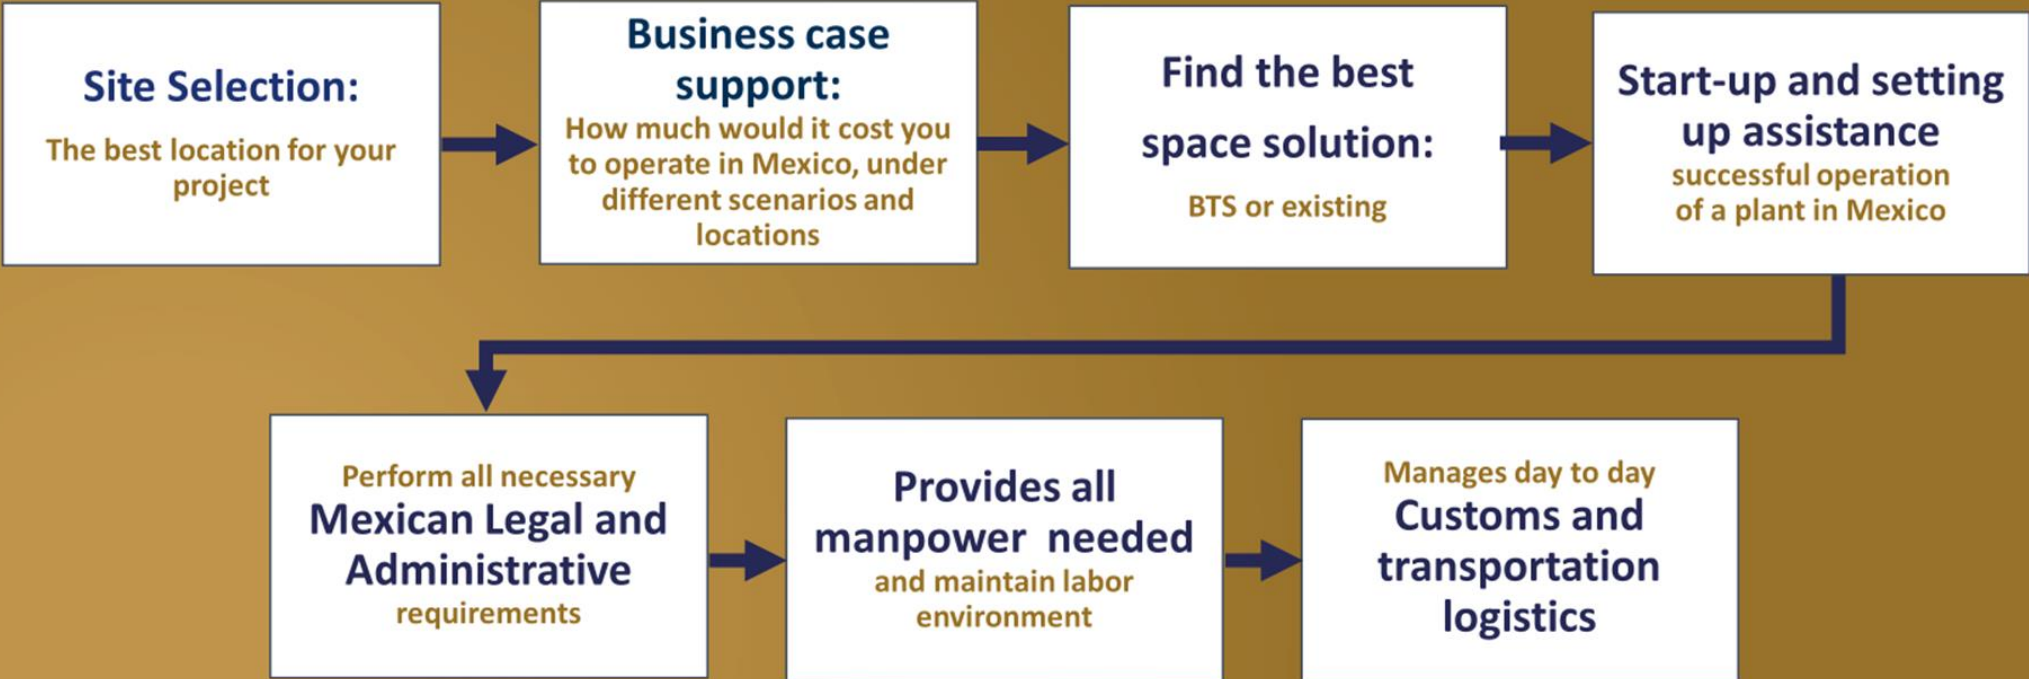 Site Selection:
The best location for your
project
Business case
support:
How much would it cost you
to operate in Mexico, under
different scenarios and
locations
Find the best
space solution:
BTS or existing
Start-up and setting
up assistance
successful operation
of a plant in Mexico
Perform all necessary
Mexican Legal and
Administrative
requirements
Provides all
manpower needed
and maintain labor
environment
Manages day to day
Customs and
transportation
logistics